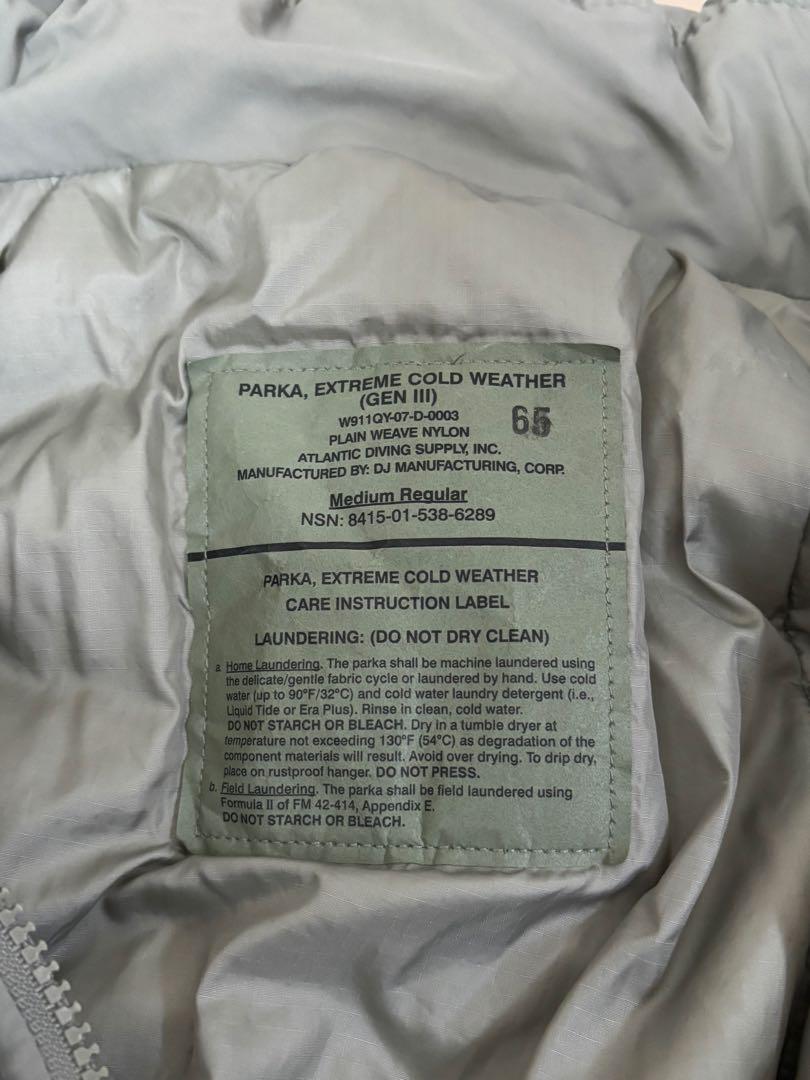 PARKA, EXTREME COLD WEATHER
(GEN III)
W911QY-07-D-0003
65
PLAIN WEAVE NYLON
ATLANTIC DIVING SUPPLY, INC.
MANUFACTURED BY: DJ MANUFACTURING, CORP.
Medium Regular
NSN: 8415-01-538-6289
PARKA, EXTREME COLD WEATHER
CARE INSTRUCTION LABEL
LAUNDERING: (DO NOT DRY CLEAN)
a. Home Laundering. The parka shall be machine laundered using
the delicate/gentle fabric cycle or laundered by hand. Use cold
water (up to 90°F/32°C) and cold water laundry detergent (i.e.,
Liquid Tide or Era Plus). Rinse in clean, cold water.
DO NOT STARCH OR BLEACH. Dry in a tumble dryer at
temperature not exceeding 130°F (54°C) as degradation of the
component materials will result. Avoid over drying. To drip dry,
place on rustproof hanger. DO NOT PRESS.
b. Field Laundering. The parka shall be field laundered using
Formula II of FM 42-414, Appendix E.
DO NOT STARCH OR BLEACH.